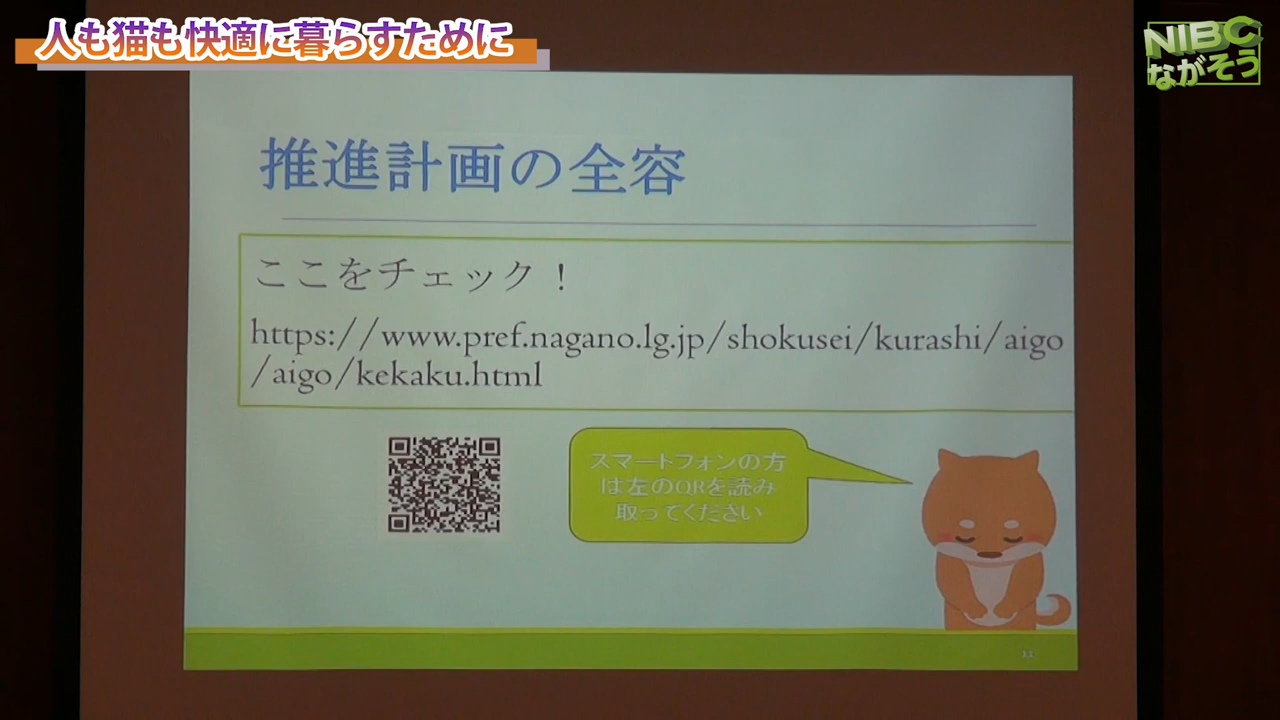 人も猫も快適に暮らすために
NIBC
ながそう
推進計画の全容
ここをチェック！
https://www.pref.nagano.lg.jp/shokusei/kurashi/aigo
/aigo/kekaku.html
スマートフォンの方
は左のQRを読み
取ってください
11